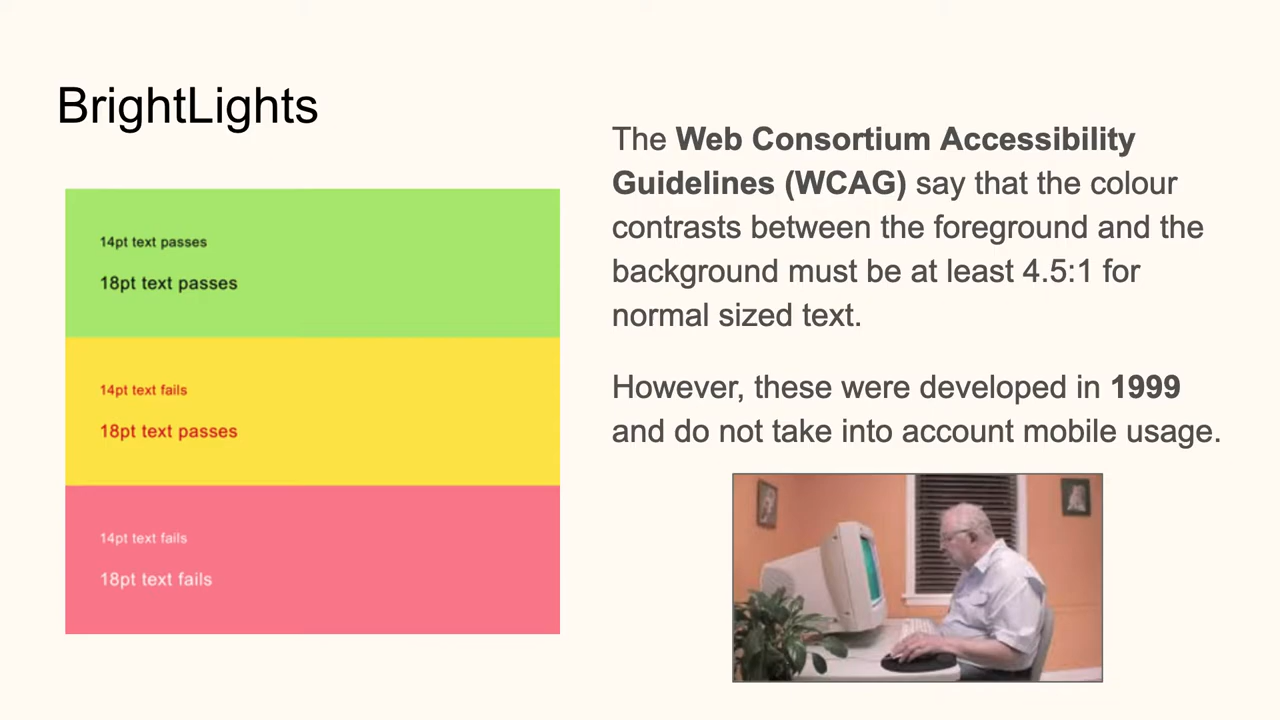 BrightLights
14pt text passes
18pt text passes
14pt text fails
18pt text passes
14pt text fails
18pt text fails
The Web Consortium Accessibility
Guidelines (WCAG) say that the colour
contrasts between the foreground and the
background must be at least 4.5:1 for
normal sized text.
However, these were developed in 1999
and do not take into account mobile usage.